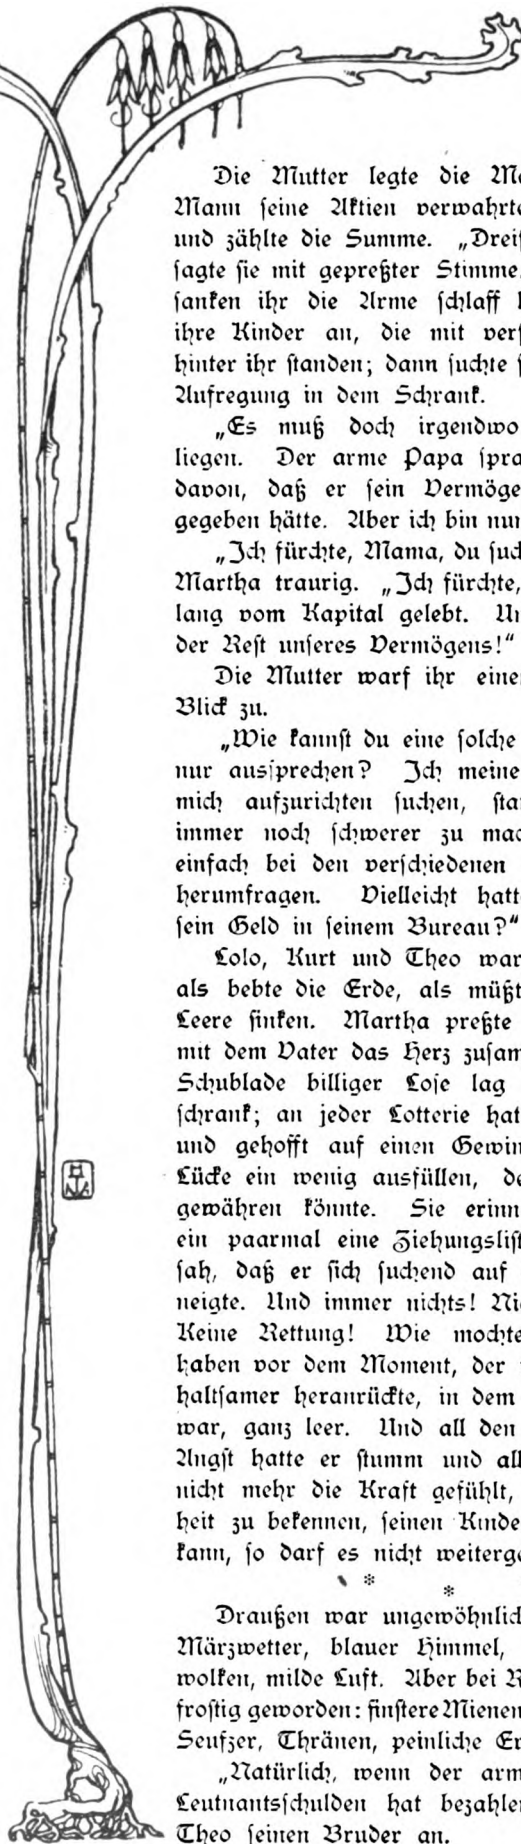 Die Mutter legte die Me
Mann seine Aktien verwahrte
und zählte die Summe. „Dreiß
sagte sie mit gepreßter Stimme.
sanken ihr die Arme schlaff h
ihre Kinder an, die mit vers
hinter ihr standen; dann suchte s
Aufregung in dem Schrank.
„Es muß doch irgendwo
liegen. Der arme Papa spra
davon, daß er sein Vermöge
gegeben hätte. Aber ich bin nur
„Ich fürchte, Mama, du such
Martha traurig. „Ich fürchte,
lang vom Kapital gelebt. Un
der Rest unseres Vermögens!“
Die Mutter warf ihr einen
Blick zu.
„Wie kannst du eine solche
nur aussprechen? Ich meine
mich aufzurichten suchen, sta
immer noch schwerer zu mac
einfach bei den verschiedenen
herumfragen. Vielleicht hatt
sein Geld in seinem Bureau?“
Lolo, Kurt und Theo war
als bebte die Erde, als müßt
Leere sinken. Martha preßte
mit dem Vater das Herz zusam
Schublade billiger Lose lag
schrank; an jeder Lotterie hat
und gehofft auf einen Gewin
Lücke ein wenig ausfüllen, de
gewähren könnte. Sie erinn
ein paarmal eine Ziehungslist
sah, daß er sich suchend auf
neigte. Und immer nichts! Nie
Keine Rettung! Wie mochte
haben vor dem Moment, der
haltsamer heranrückte, in dem
war, ganz leer. Und all den
Angst hatte er stumm und all
nicht mehr die Kraft gefühlt,
heit zu bekennen, seinen Kinde
kann, so darf es nicht weiterge
* *
Draußen war ungewöhnlich
Märzwetter, blauer Himmel,
wolken, milde Luft. Aber bei R
frostig geworden: finstere Mienen
Seufzer, Thränen, peinliche Er
„Natürlich, wenn der arm
Leutnantsschulden hat bezahlen
Theo seinen Bruder an.